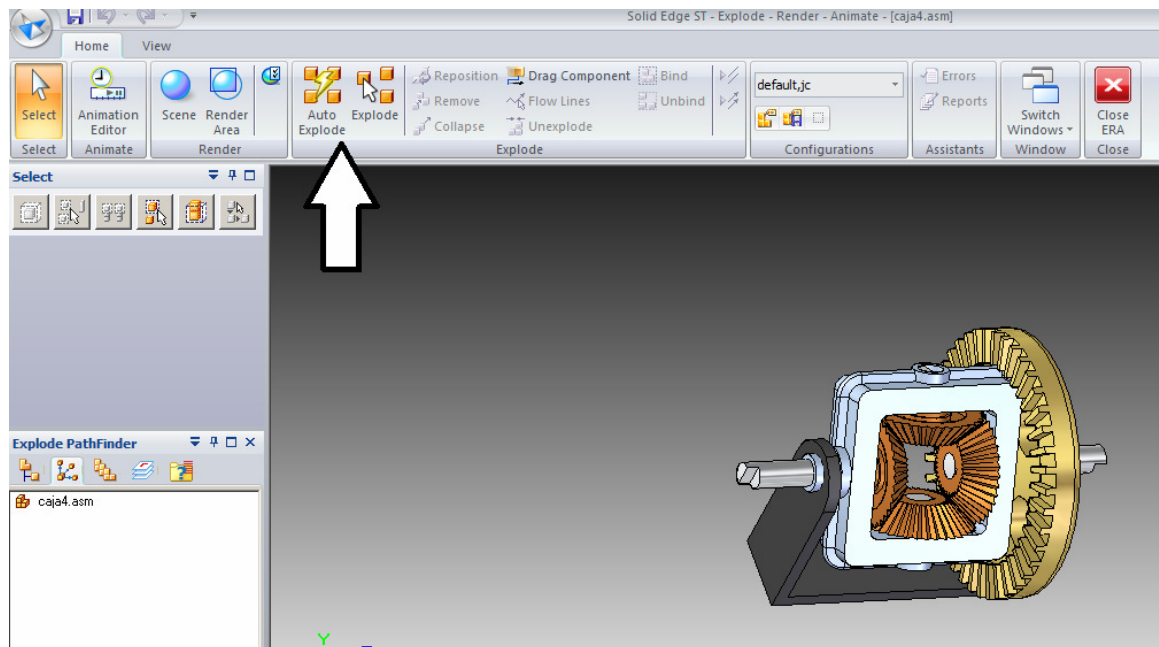 Solid Edge ST - Explode - Render - Animate - [caja4.asm]
Home View
Select
Animation Editor
Animate
Scene
Render Area
Render
Auto Explode
Explode
Reposition
Remove
Collapse
Drag Component
Flow Lines
Unexplode
Bind
Unbind
Explode
default,jc
Configurations
Errors
Reports
Assistants
Switch Windows
Window
Close ERA
Close
Select
Select
Explode PathFinder
caja4.asm
Y